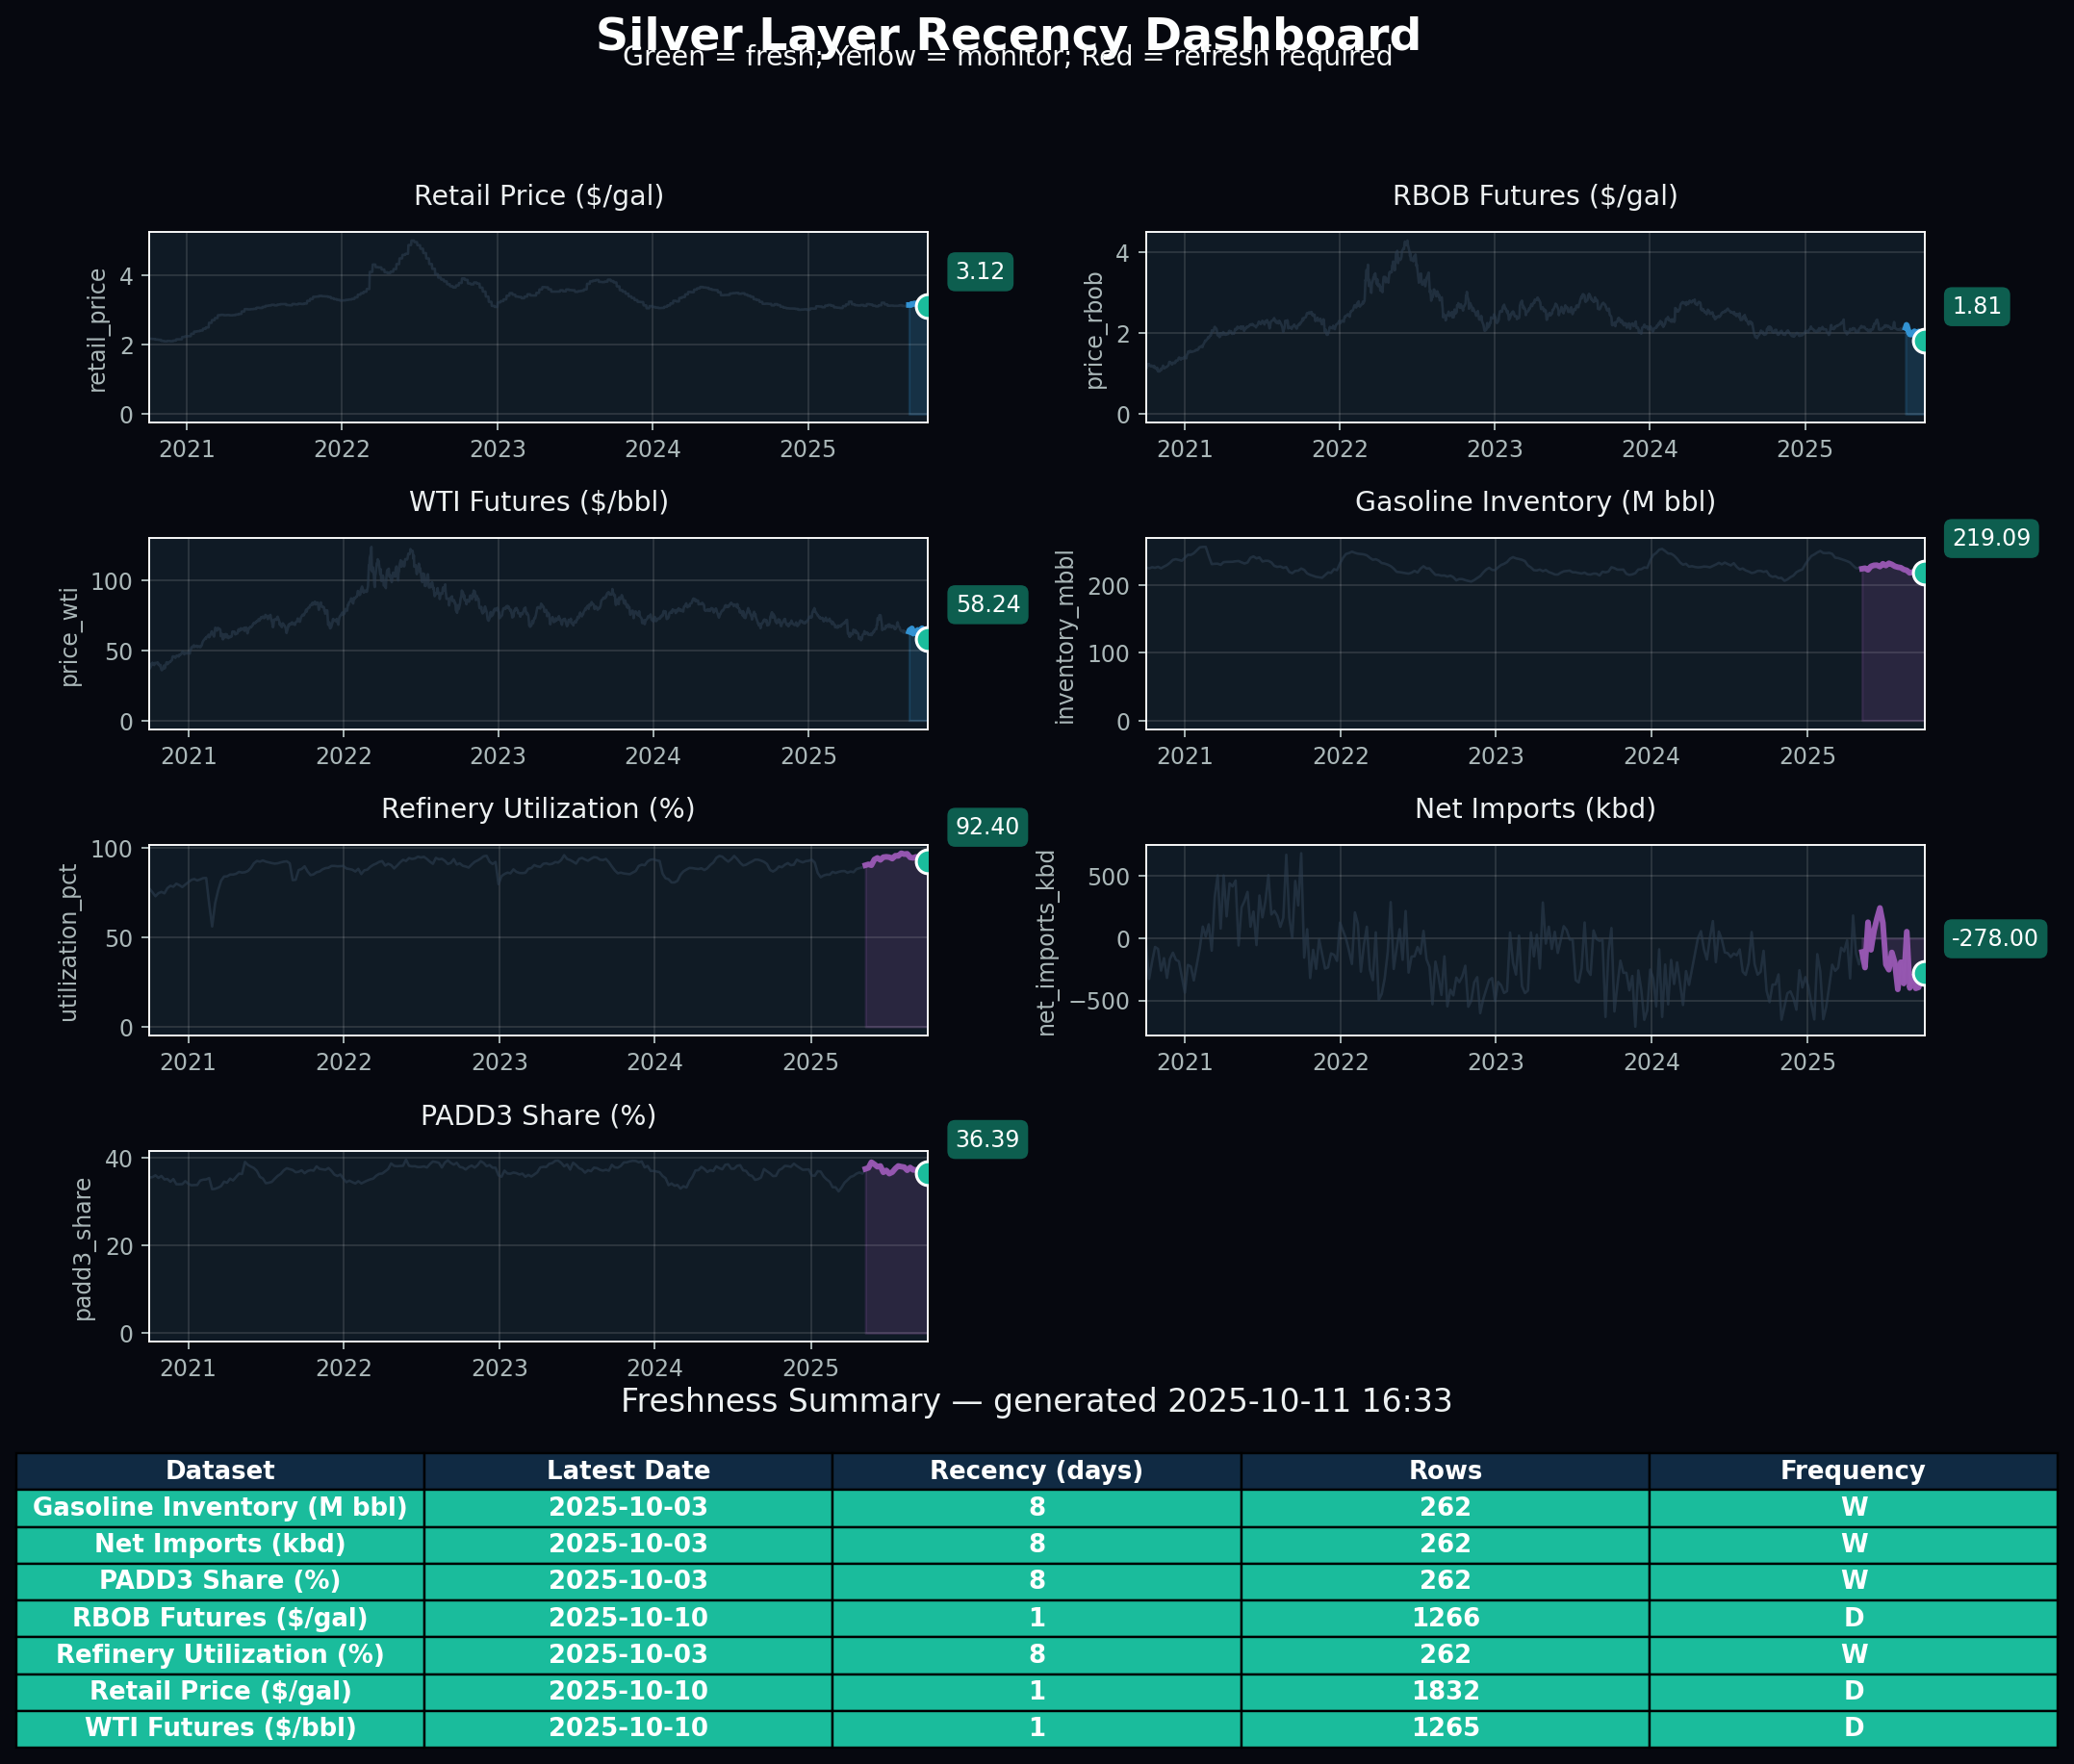 Silver Layer Recency Dashboard
Green = fresh; Yellow = monitor; Red = refresh required
Retail Price ($/gal)
retail_price
4
2
0
2021 2022 2023 2024 2025
3.12
RBOB Futures ($/gal)
price_rbob
4
2
0
2021 2022 2023 2024 2025
1.81
WTI Futures ($/bbl)
price_wti
100
50
0
2021 2022 2023 2024 2025
58.24
Gasoline Inventory (M bbl)
inventory_mbbl
200
100
0
2021 2022 2023 2024 2025
219.09
Refinery Utilization (%)
utilization_pct
100
50
0
2021 2022 2023 2024 2025
92.40
Net Imports (kbd)
net_imports_kbd
500
0
−500
2021 2022 2023 2024 2025
-278.00
PADD3 Share (%)
padd3_share
40
20
0
2021 2022 2023 2024 2025
36.39
Freshness Summary — generated 2025-10-11 16:33
Dataset Latest Date Recency (days) Rows Frequency
Gasoline Inventory (M bbl) 2025-10-03 8 262 W
Net Imports (kbd) 2025-10-03 8 262 W
PADD3 Share (%) 2025-10-03 8 262 W
RBOB Futures ($/gal) 2025-10-10 1 1266 D
Refinery Utilization (%) 2025-10-03 8 262 W
Retail Price ($/gal) 2025-10-10 1 1832 D
WTI Futures ($/bbl) 2025-10-10 1 1265 D